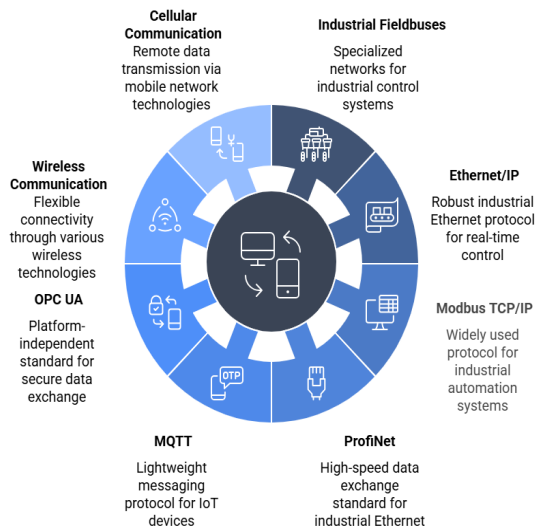 Cellular
Communication
Remote data
transmission via
mobile network
technologies
Industrial Fieldbuses
Specialized
networks for
industrial control
systems
Ethernet/IP
Robust industrial
Ethernet protocol
for real-time
control
Modbus TCP/IP
Widely used
protocol for
industrial
automation
systems
ProfiNet
High-speed data
exchange
standard for
industrial Ethernet
MQTT
Lightweight
messaging
protocol for IoT
devices
OPC UA
Platform-
independent
standard for
secure data
exchange
Wireless
Communication
Flexible
connectivity
through various
wireless
technologies
OTP